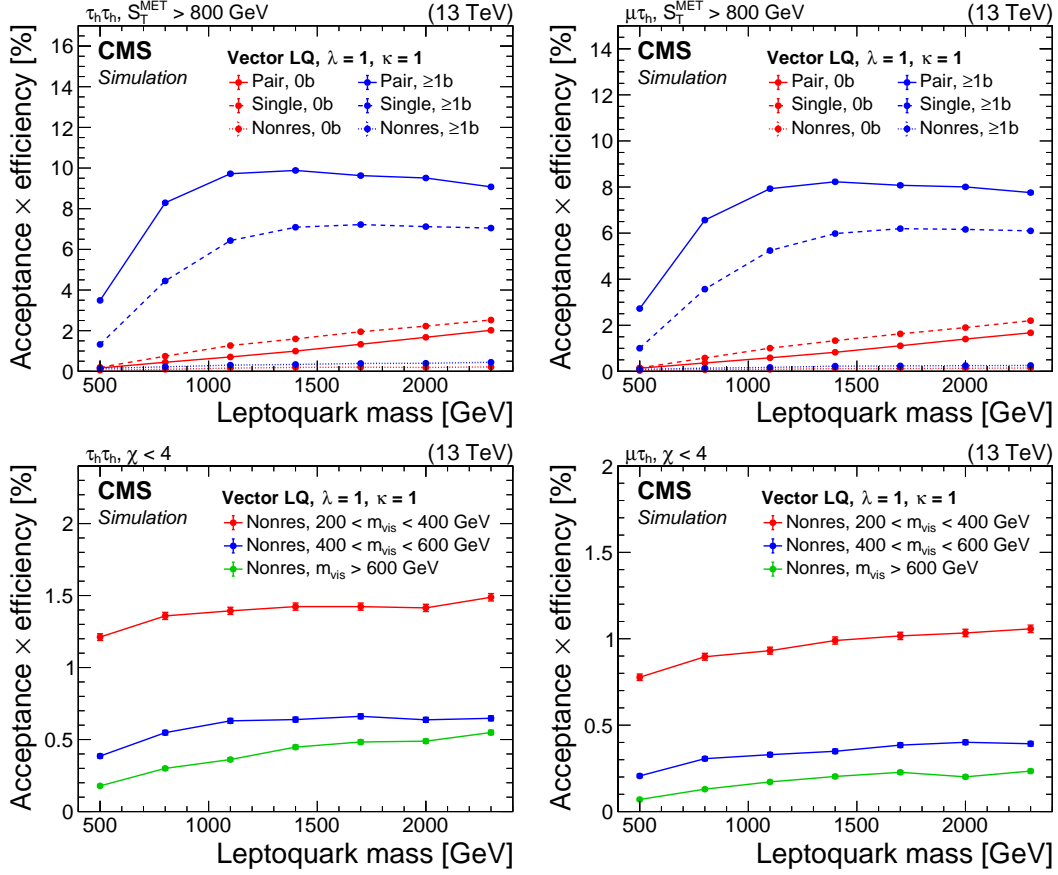 τhτh, S_T^MET > 800 GeV (13 TeV)
CMS
Simulation
Vector LQ, λ = 1, κ = 1
Pair, 0b Pair, ≥1b
Single, 0b Single, ≥1b
Nonres, 0b Nonres, ≥1b
Acceptance × efficiency [%]
16
14
12
10
8
6
4
2
0
500 1000 1500 2000
Leptoquark mass [GeV]
μτh, S_T^MET > 800 GeV (13 TeV)
CMS
Simulation
Vector LQ, λ = 1, κ = 1
Pair, 0b Pair, ≥1b
Single, 0b Single, ≥1b
Nonres, 0b Nonres, ≥1b
Acceptance × efficiency [%]
14
12
10
8
6
4
2
0
500 1000 1500 2000
Leptoquark mass [GeV]
τhτh, χ < 4 (13 TeV)
CMS
Simulation
Vector LQ, λ = 1, κ = 1
Nonres, 200 < mvis < 400 GeV
Nonres, 400 < mvis < 600 GeV
Nonres, mvis > 600 GeV
Acceptance × efficiency [%]
2
1.5
1
0.5
0
500 1000 1500 2000
Leptoquark mass [GeV]
μτh, χ < 4 (13 TeV)
CMS
Simulation
Vector LQ, λ = 1, κ = 1
Nonres, 200 < mvis < 400 GeV
Nonres, 400 < mvis < 600 GeV
Nonres, mvis > 600 GeV
Acceptance × efficiency [%]
2
1.5
1
0.5
0
500 1000 1500 2000
Leptoquark mass [GeV]